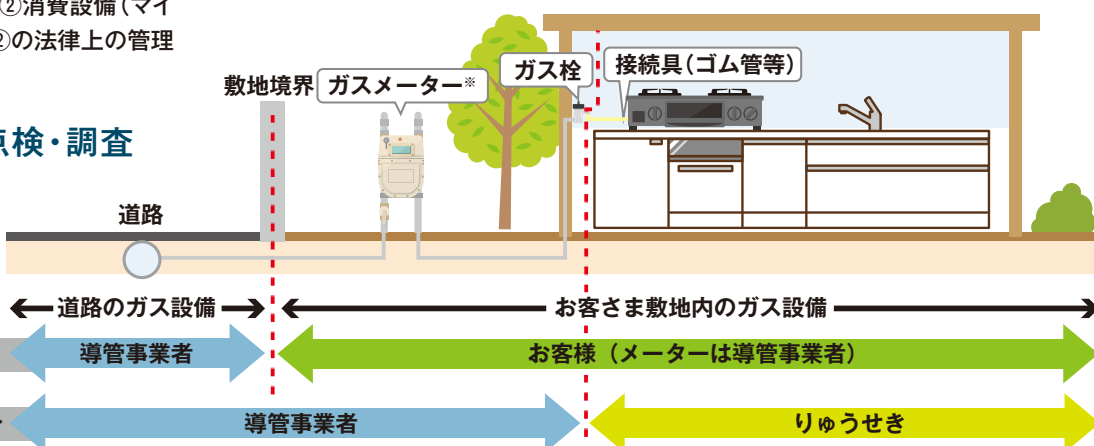 ②消費設備(マイ
②の法律上の管理
点検・調査
敷地境界
ガスメーター※
ガス栓
接続具(ゴム管等)
道路
道路のガス設備
お客さま敷地内のガス設備
導管事業者
お客様(メーターは導管事業者)
導管事業者
りゅうせき